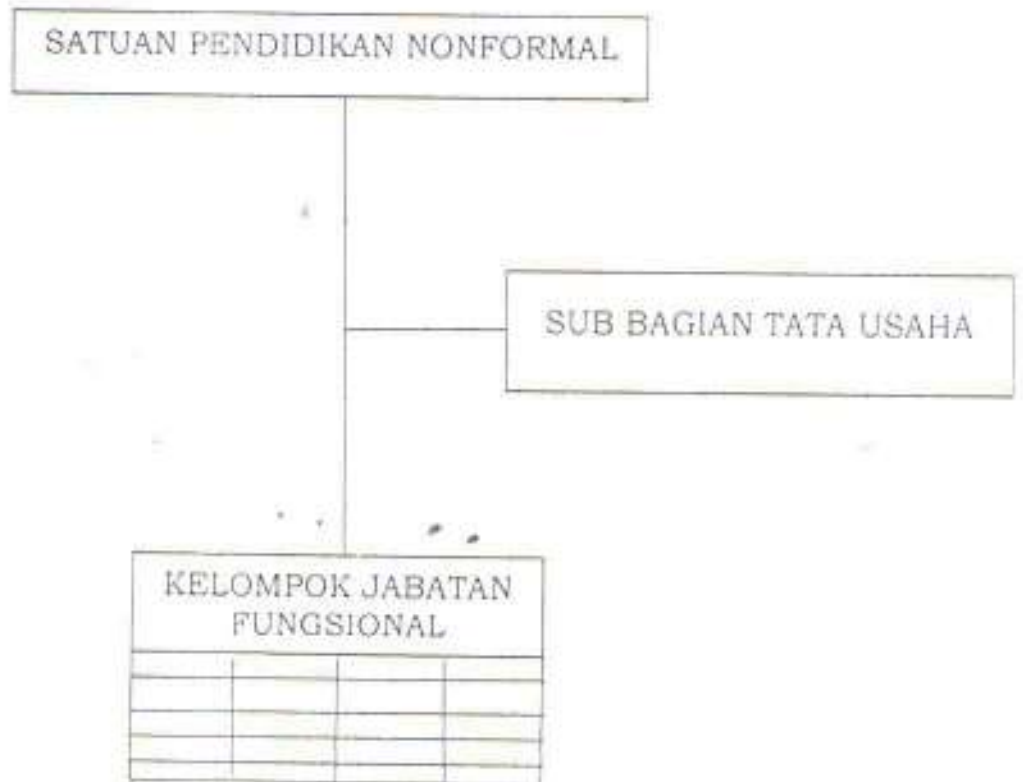 SATUAN PENDIDIKAN NONFORMAL
SUB BAGIAN TATA USAHA
KELOMPOK JABATAN
FUNGSIONAL